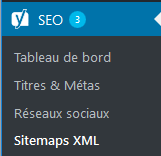 SEO 3
Tableau de bord
Titres & Métas
Réseaux sociaux
Sitemaps XML